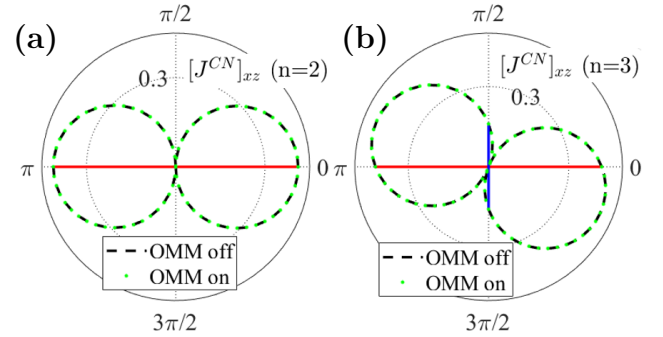 (a)
π/2
[J^{CN}]_{xz} (n=2)
0.3
π
0
OMM off
OMM on
3π/2
(b)
π/2
[J^{CN}]_{xz} (n=3)
0.3
π
0
OMM off
OMM on
3π/2